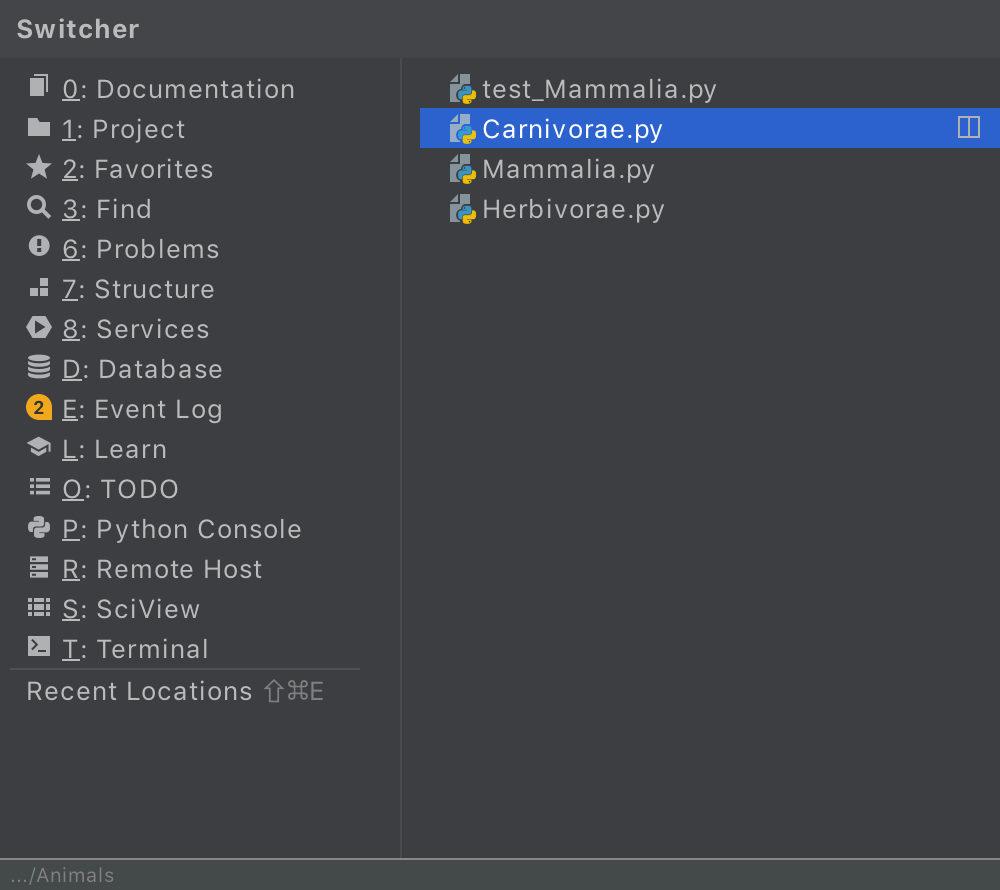 Switcher
0: Documentation
1: Project
2: Favorites
3: Find
6: Problems
7: Structure
8: Services
D: Database
2 E: Event Log
L: Learn
O: TODO
P: Python Console
R: Remote Host
S: SciView
T: Terminal
Recent Locations ⇧⌘E
test_Mammalia.py
Carnivorae.py
Mammalia.py
Herbivorae.py
.../Animals